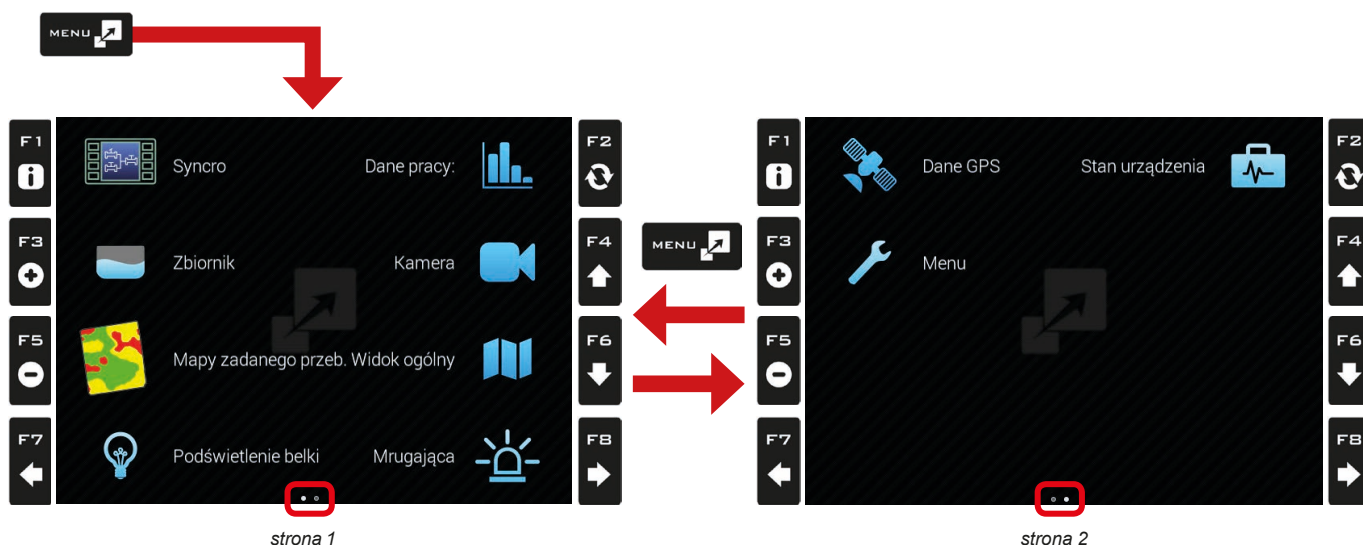 MENU
F1
Syncro
Dane pracy:
F2
F3
Zbiornik
Kamera
F4
F5
Mapy zadanego przeb.
Widok ogólny
F6
F7
Podświetlenie belki
Mrugająca
F8
strona 1
MENU
F1
Dane GPS
Stan urządzenia
F2
F3
Menu
F4
F5
F6
F7
F8
strona 2